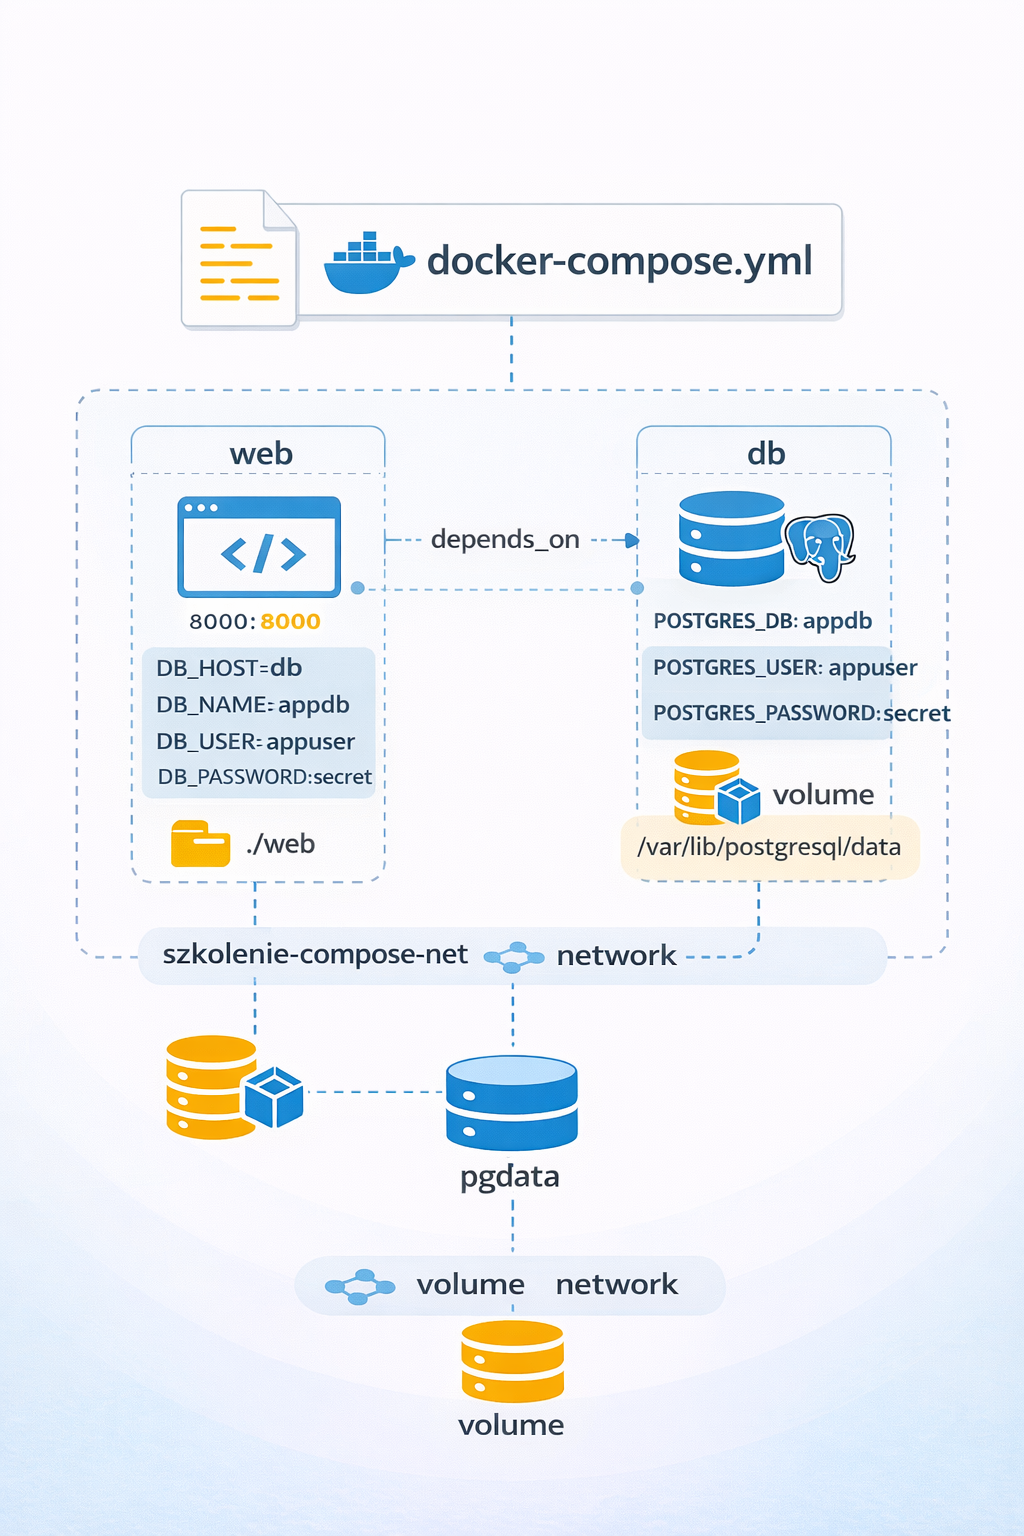 docker-compose.yml
web
db
</>
depends_on
8000:8000
DB_HOST=db
DB_NAME=appdb
DB_USER=appuser
DB_PASSWORD:secret
./web
POSTGRES_DB: appdb
POSTGRES_USER: appuser
POSTGRES_PASSWORD:secret
volume
/var/lib/postgresql/data
szkolenie-compose-net network
pgdata
volume network
volume